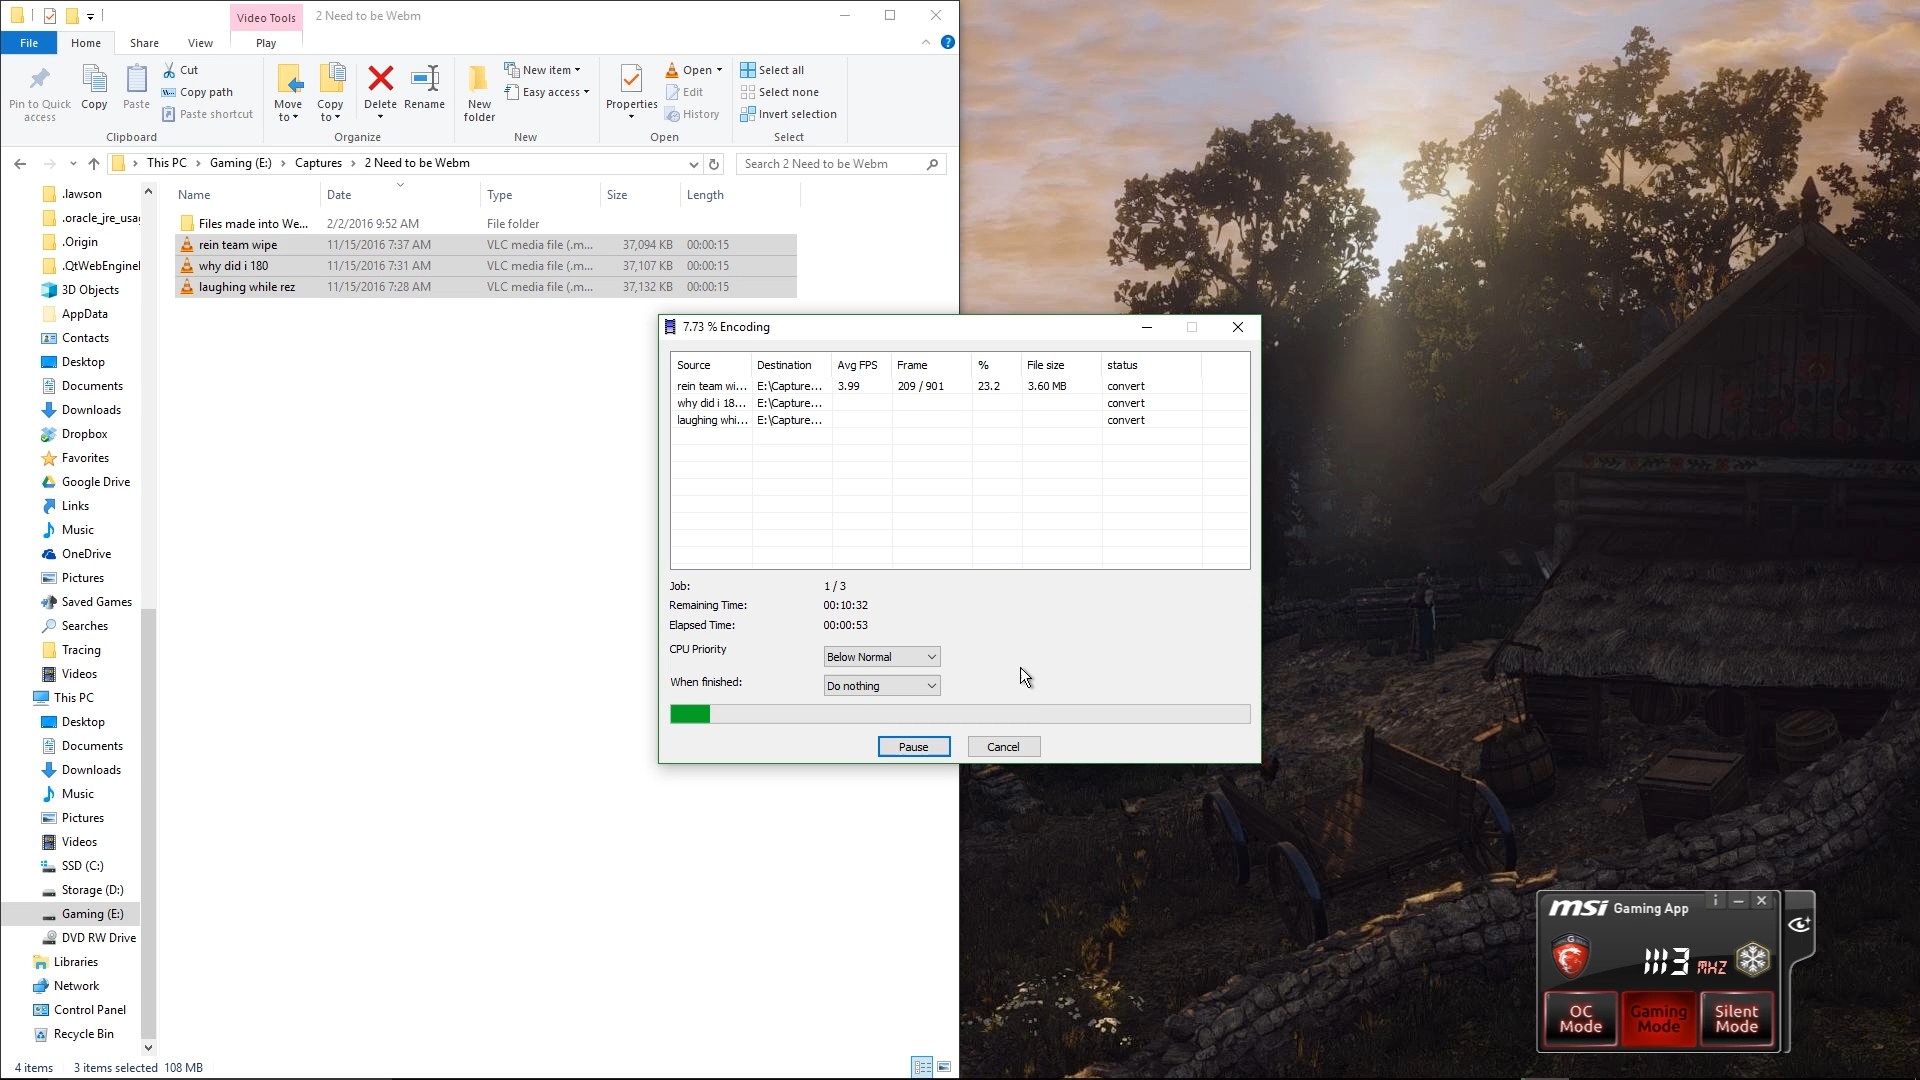 Video Tools
2 Need to be Webm
File
Home
Share
View
Play
Pin to Quick access
Copy
Paste
Cut
Copy path
Paste shortcut
Clipboard
Move to
Copy to
Delete
Rename
Organize
New folder
New item
Easy access
New
Properties
Open
Edit
History
Open
Select all
Select none
Invert selection
Select
This PC > Gaming (E:) > Captures > 2 Need to be Webm
Search 2 Need to be Webm
Name Date Type Size Length
Files made into We... 2/2/2016 9:52 AM File folder
rein team wipe 11/15/2016 7:37 AM VLC media file (.m... 37,094 KB 00:00:15
why did i 180 11/15/2016 7:31 AM VLC media file (.m... 37,107 KB 00:00:15
laughing while rez 11/15/2016 7:28 AM VLC media file (.m... 37,132 KB 00:00:15
.lawson
.oracle_jre_usa
.Origin
.QtWebEngine
3D Objects
AppData
Contacts
Desktop
Documents
Downloads
Dropbox
Favorites
Google Drive
Links
Music
OneDrive
Pictures
Saved Games
Searches
Tracing
Videos
This PC
Desktop
Documents
Downloads
Music
Pictures
Videos
SSD (C:)
Storage (D:)
Gaming (E:)
DVD RW Drive
Libraries
Network
Control Panel
Recycle Bin
4 items 3 items selected 108 MB
7.73 % Encoding
Source Destination Avg FPS Frame % File size status
rein team wi... E:\Capture... 3.99 209 / 901 23.2 3.60 MB convert
why did i 18... E:\Capture... convert
laughing whi... E:\Capture... convert
Job: 1 / 3
Remaining Time: 00:10:32
Elapsed Time: 00:00:53
CPU Priority Below Normal
When finished: Do nothing
Pause
Cancel
msi Gaming App
1113 MHZ
OC Mode
Gaming Mode
Silent Mode